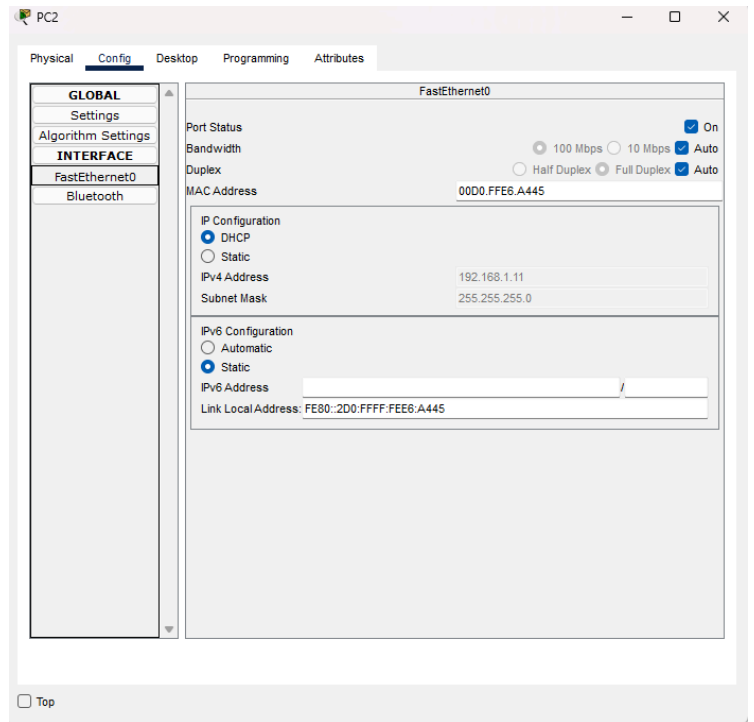 PC2
Physical Config Desktop Programming Attributes
GLOBAL
Settings
Algorithm Settings
INTERFACE
FastEthernet0
Bluetooth
FastEthernet0
Port Status On
Bandwidth 100 Mbps 10 Mbps Auto
Duplex Half Duplex Full Duplex Auto
MAC Address 00D0.FFE6.A445
IP Configuration
DHCP
Static
IPv4 Address 192.168.1.11
Subnet Mask 255.255.255.0
IPv6 Configuration
Automatic
Static
IPv6 Address /
Link Local Address: FE80::2D0:FFFF:FEE6:A445
Top